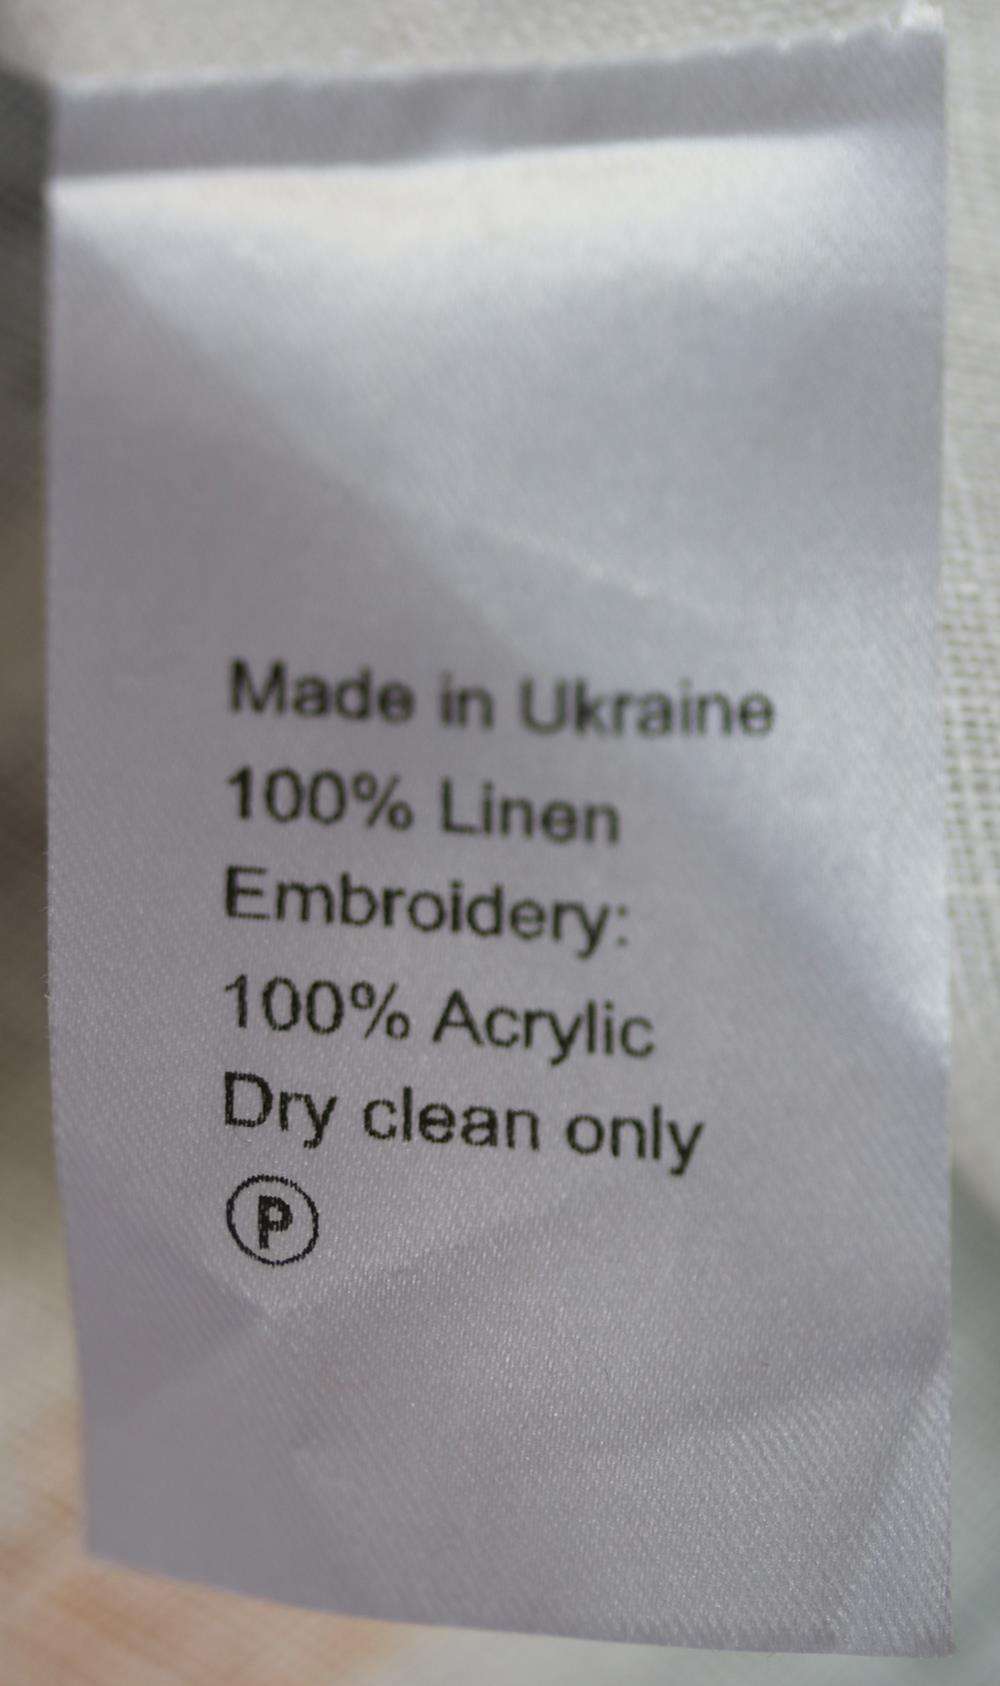 Made in Ukraine
100% Linen
Embroidery:
100% Acrylic
Dry clean only
P